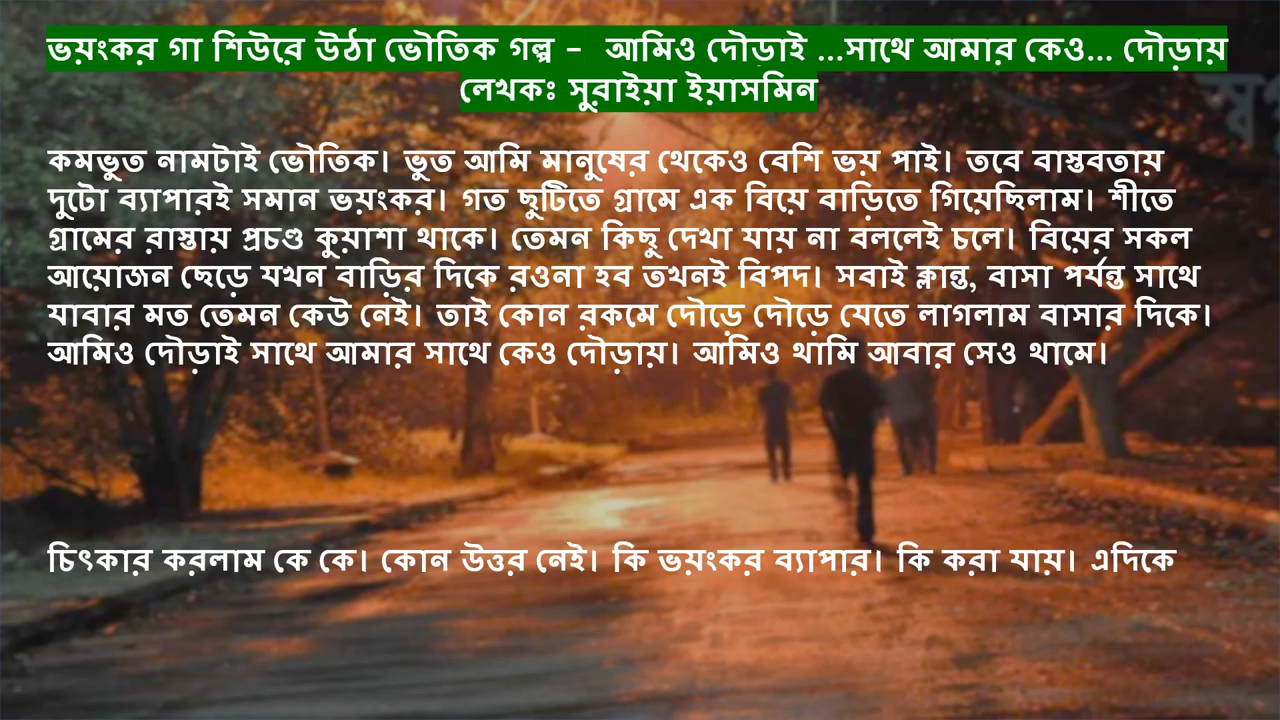 ভয়ংকর গা শিউরে উঠা ভৌতিক গল্প – আমিও দৌড়াই ...সাথে আমার কেও... দৌড়ায়
লেখকঃ সুরাইয়া ইয়াসমিন
কমভুত নামটাই ভৌতিক। ভুত আমি মানুষের থেকেও বেশি ভয় পাই। তবে বাস্তবতায়
দুটো ব্যাপারই সমান ভয়ংকর। গত ছুটিতে গ্রামে এক বিয়ে বাড়িতে গিয়েছিলাম। শীতে
গ্রামের রাস্তায় প্রচণ্ড কুয়াশা থাকে। তেমন কিছু দেখা যায় না বললেই চলে। বিয়ের সকল
আয়োজন ছেড়ে যখন বাড়ির দিকে রওনা হব তখনই বিপদ। সবাই ক্লান্ত, বাসা পর্যন্ত সাথে
যাবার মত তেমন কেউ নেই। তাই কোন রকমে দৌড়ে দৌড়ে যেতে লাগলাম বাসার দিকে।
আমিও দৌড়াই সাথে আমার সাথে কেও দৌড়ায়। আমিও থামি আবার সেও থামে।
চিৎকার করলাম কে কে। কোন উত্তর নেই। কি ভয়ংকর ব্যাপার। কি করা যায়। এদিকে